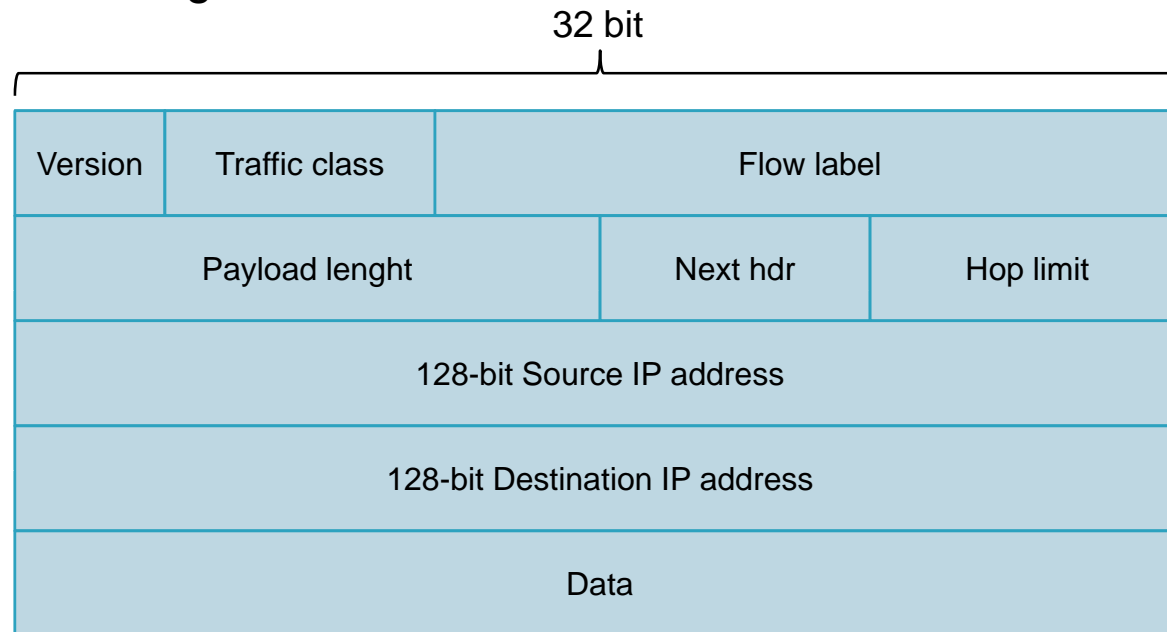 32 bit
Version Traffic class Flow label
Payload lenght Next hdr Hop limit
128-bit Source IP address
128-bit Destination IP address
Data